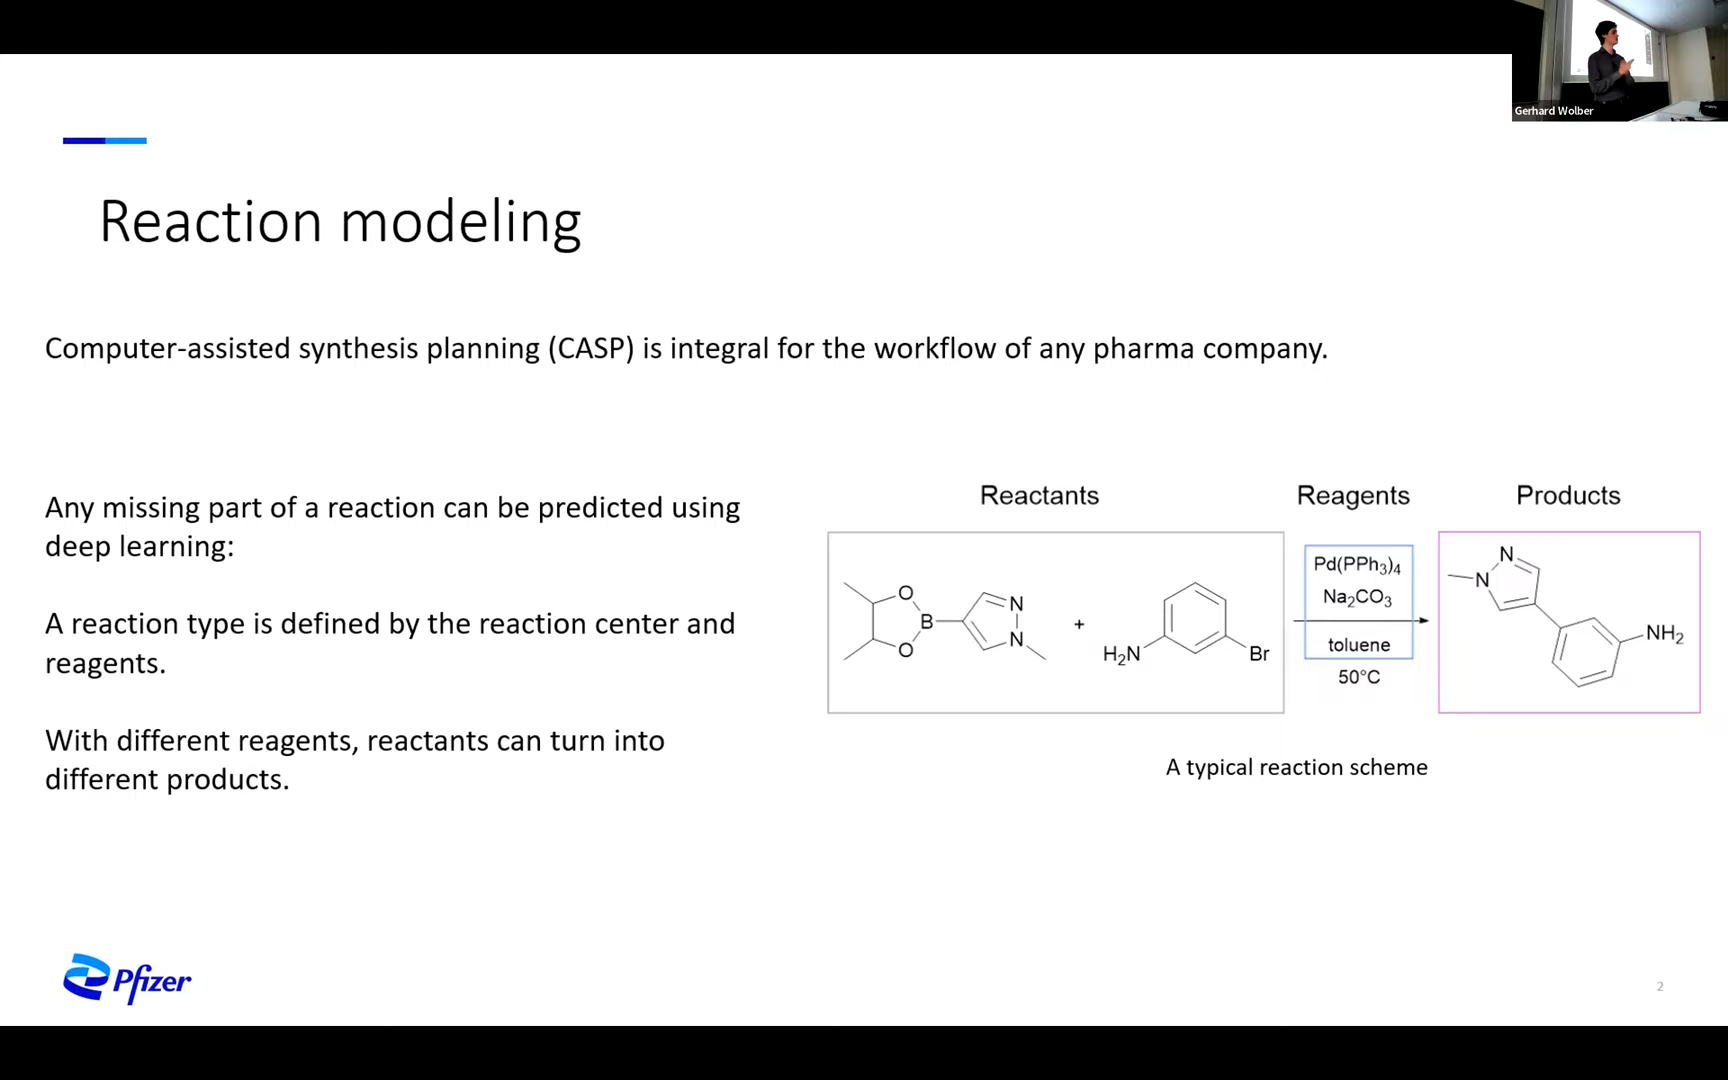 Gerhard Wolber
Reaction modeling
Computer-assisted synthesis planning (CASP) is integral for the workflow of any pharma company.
Any missing part of a reaction can be predicted using
deep learning:
A reaction type is defined by the reaction center and
reagents.
With different reagents, reactants can turn into
different products.
Reactants
Reagents
Products
O
B
O
N
N
+
H₂N
Br
Pd(PPh₃)₄
Na₂CO₃
toluene
50°C
N
N
NH₂
A typical reaction scheme
Pfizer
2